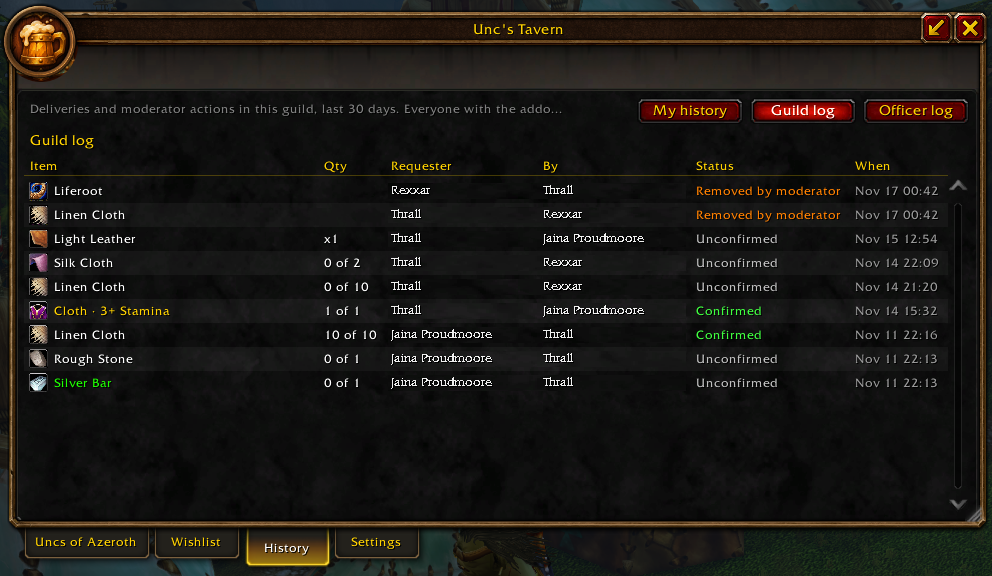 Unc's Tavern
Deliveries and moderator actions in this guild, last 30 days. Everyone with the addo...
My history
Guild log
Officer log
Guild log
Item Qty Requester By Status When
Liferoot Rexxar Thrall Removed by moderator Nov 17 00:42
Linen Cloth Thrall Rexxar Removed by moderator Nov 17 00:42
Light Leather x1 Thrall Jaina Proudmoore Unconfirmed Nov 15 12:54
Silk Cloth 0 of 2 Thrall Rexxar Unconfirmed Nov 14 22:09
Linen Cloth 0 of 10 Thrall Rexxar Unconfirmed Nov 14 21:20
Cloth · 3+ Stamina 1 of 1 Thrall Jaina Proudmoore Confirmed Nov 14 15:32
Linen Cloth 10 of 10 Jaina Proudmoore Thrall Confirmed Nov 11 22:16
Rough Stone 0 of 1 Jaina Proudmoore Thrall Unconfirmed Nov 11 22:13
Silver Bar 0 of 1 Jaina Proudmoore Thrall Unconfirmed Nov 11 22:13
Uncs of Azeroth
Wishlist
History
Settings